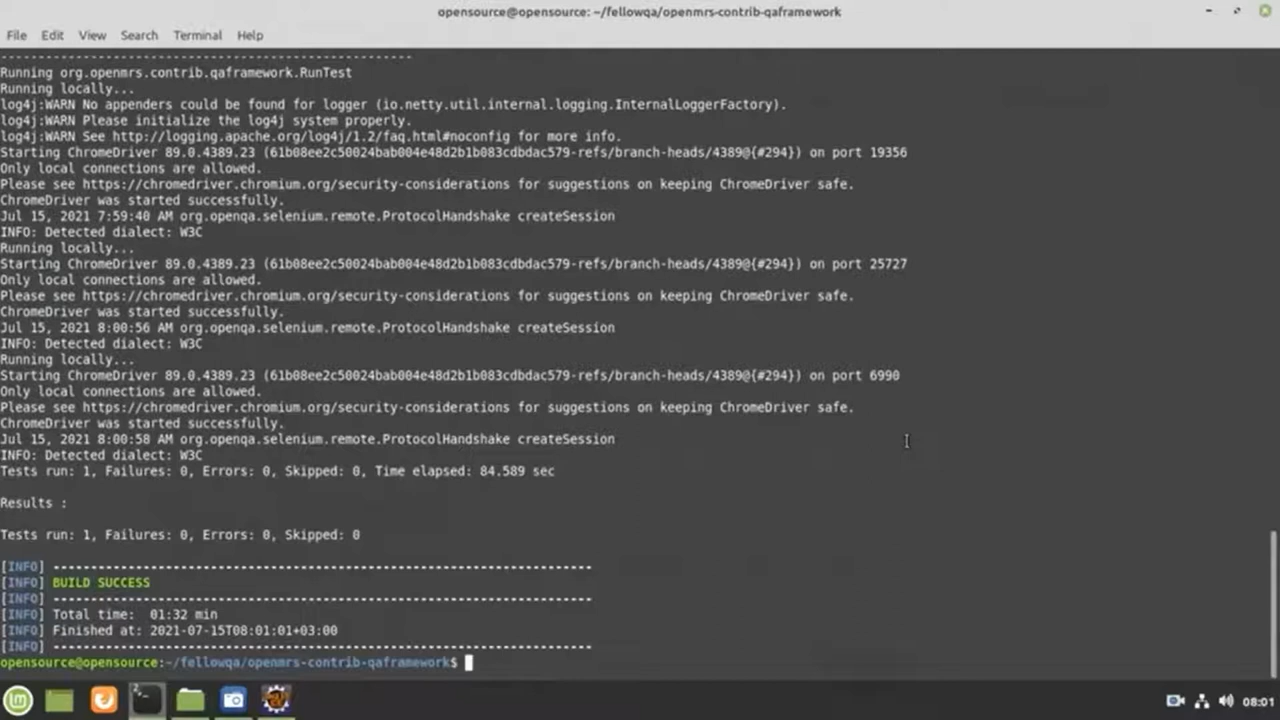 opensource@opensource: ~/fellowqa/openmrs-contrib-qaframework
File Edit View Search Terminal Help
-------------------------------------------------------
Running org.openmrs.contrib.qaframework.RunTest
Running locally...
log4j:WARN No appenders could be found for logger (io.netty.util.internal.logging.InternalLoggerFactory).
log4j:WARN Please initialize the log4j system properly.
log4j:WARN See http://logging.apache.org/log4j/1.2/faq.html#noconfig for more info.
Starting ChromeDriver 89.0.4389.23 (61b08ee2c50024bab004e48d2b1b083cdbdac579-refs/branch-heads/4389@{#294}) on port 19356
Only local connections are allowed.
Please see https://chromedriver.chromium.org/security-considerations for suggestions on keeping ChromeDriver safe.
ChromeDriver was started successfully.
Jul 15, 2021 7:59:40 AM org.openqa.selenium.remote.ProtocolHandshake createSession
INFO: Detected dialect: W3C
Running locally...
Starting ChromeDriver 89.0.4389.23 (61b08ee2c50024bab004e48d2b1b083cdbdac579-refs/branch-heads/4389@{#294}) on port 25727
Only local connections are allowed.
Please see https://chromedriver.chromium.org/security-considerations for suggestions on keeping ChromeDriver safe.
ChromeDriver was started successfully.
Jul 15, 2021 8:00:56 AM org.openqa.selenium.remote.ProtocolHandshake createSession
INFO: Detected dialect: W3C
Running locally...
Starting ChromeDriver 89.0.4389.23 (61b08ee2c50024bab004e48d2b1b083cdbdac579-refs/branch-heads/4389@{#294}) on port 6990
Only local connections are allowed.
Please see https://chromedriver.chromium.org/security-considerations for suggestions on keeping ChromeDriver safe.
ChromeDriver was started successfully.
Jul 15, 2021 8:00:58 AM org.openqa.selenium.remote.ProtocolHandshake createSession
INFO: Detected dialect: W3C
Tests run: 1, Failures: 0, Errors: 0, Skipped: 0, Time elapsed: 84.589 sec
Results :
Tests run: 1, Failures: 0, Errors: 0, Skipped: 0
[INFO] ------------------------------------------------------------------------
[INFO] BUILD SUCCESS
[INFO] ------------------------------------------------------------------------
[INFO] Total time: 01:32 min
[INFO] Finished at: 2021-07-15T08:01:01+03:00
[INFO] ------------------------------------------------------------------------
opensource@opensource:~/fellowqa/openmrs-contrib-qaframework$
08:01